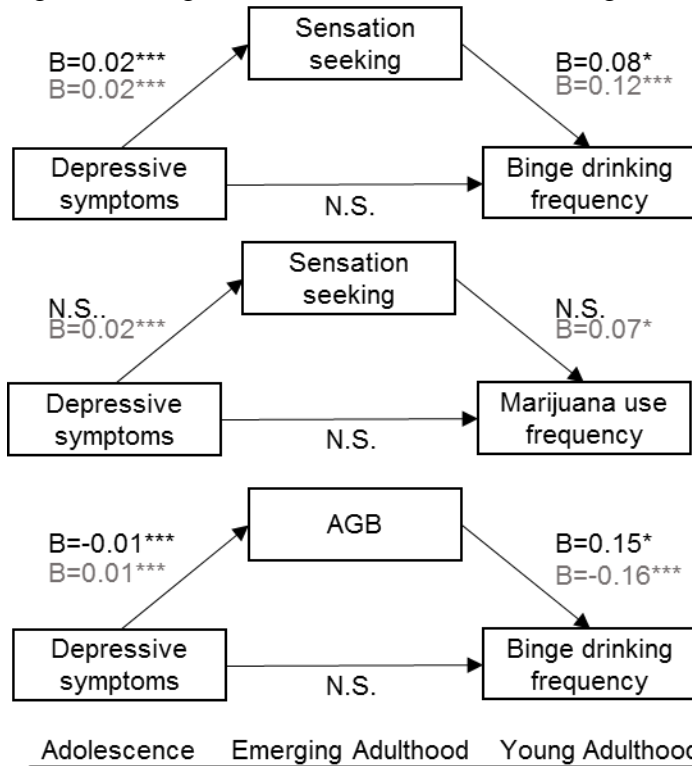 Sensation
seeking
B=0.02***
B=0.02***
B=0.08*
B=0.12***
Depressive
symptoms
Binge drinking
frequency
N.S.
Sensation
seeking
N.S..
B=0.02***
N.S.
B=0.07*
Depressive
symptoms
Marijuana use
frequency
N.S.
AGB
B=-0.01***
B=0.01***
B=0.15*
B=-0.16***
Depressive
symptoms
Binge drinking
frequency
N.S.
Adolescence Emerging Adulthood Young Adulthood